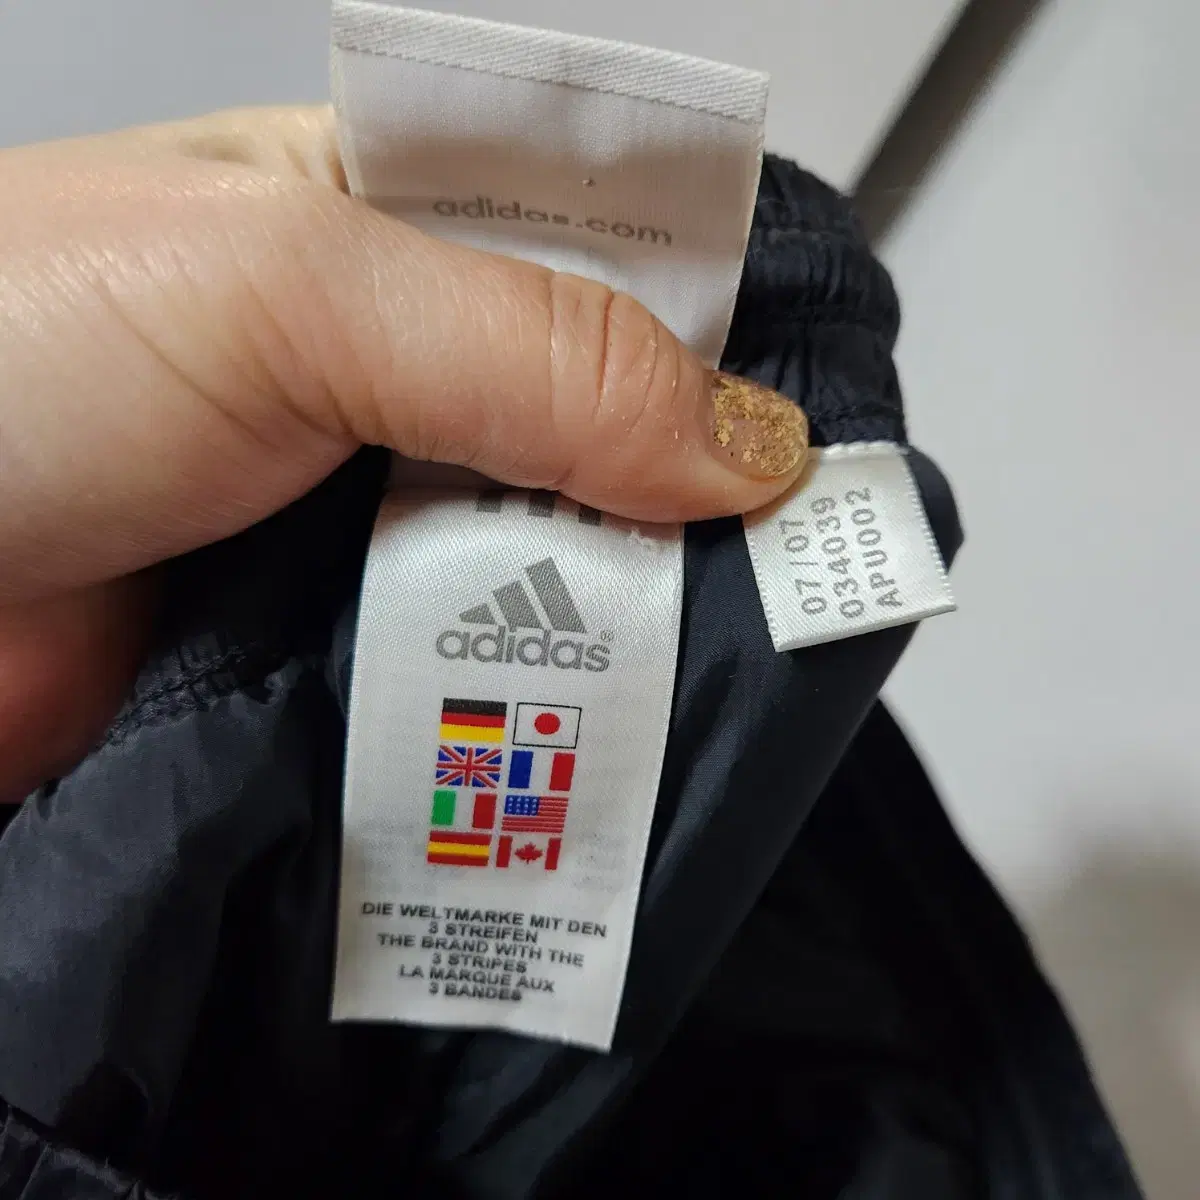 adidas.com
adidas®
DIE WELTMARKE MIT DEN
3 STREIFEN
THE BRAND WITH THE
3 STRIPES
LA MARQUE AUX
3 BANDES
07/07
034039
APU002